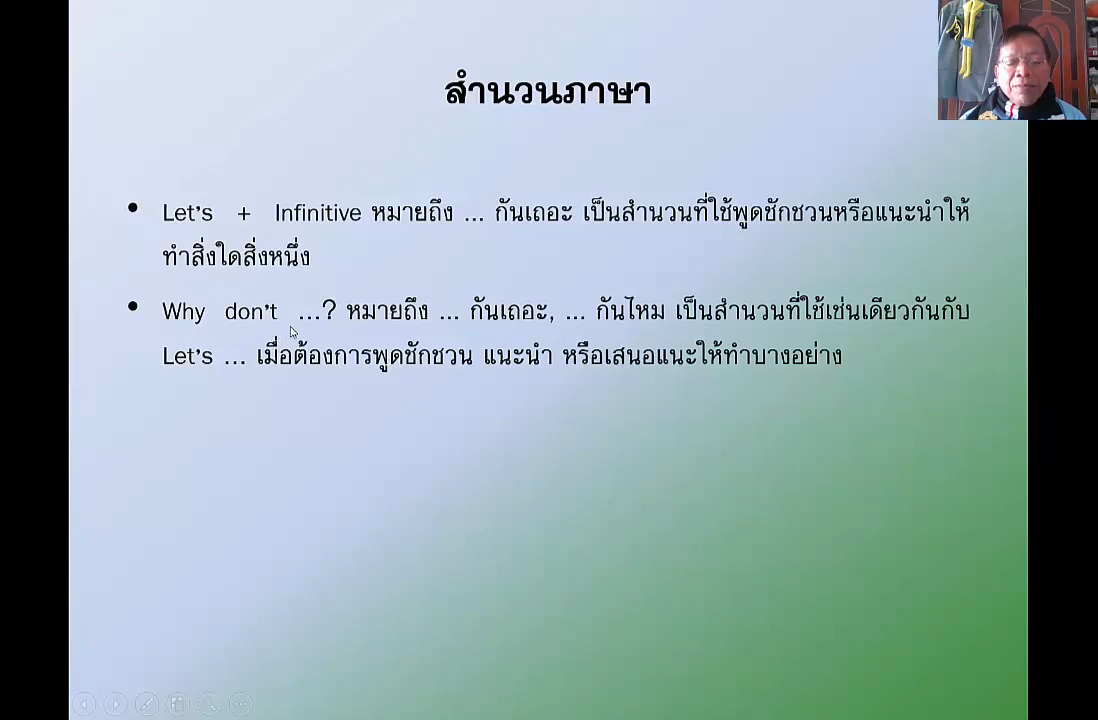 สำนวนภาษา
• Let's + Infinitive หมายถึง ... กันเถอะ เป็นสำนวนที่ใช้พูดชักชวนหรือแนะนำให้
ทำสิ่งใดสิ่งหนึ่ง
• Why don't ...? หมายถึง ... กันเถอะ, ... กันไหม เป็นสำนวนที่ใช้เช่นเดียวกันกับ
Let's ... เมื่อต้องการพูดชักชวน แนะนำ หรือเสนอแนะให้ทำบางอย่าง